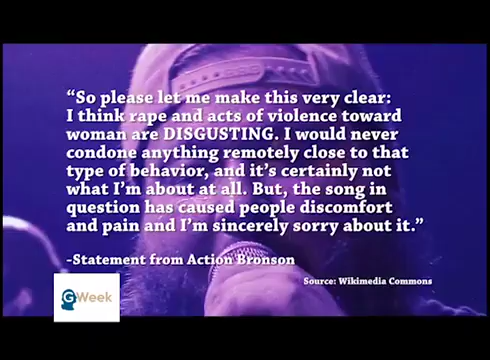 “So please let me make this very clear:
I think rape and acts of violence toward
woman are DISGUSTING. I would never
condone anything remotely close to that
type of behavior, and it’s certainly not
what I’m about at all. But, the song in
question has caused people discomfort
and pain and I’m sincerely sorry about it.”
-Statement from Action Bronson
Source: Wikimedia Commons
G Week